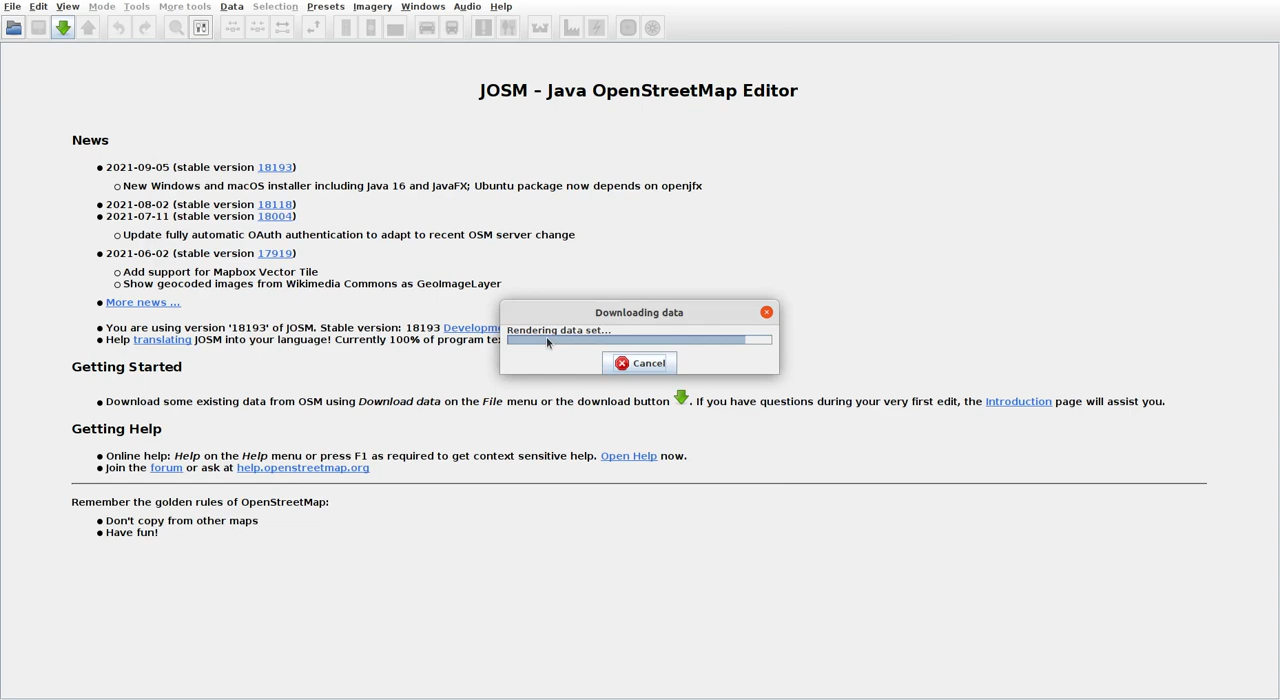 File Edit View Mode Tools More tools Data Selection Presets Imagery Windows Audio Help
JOSM – Java OpenStreetMap Editor
News
2021-09-05 (stable version 18193)
New Windows and macOS installer including Java 16 and JavaFX; Ubuntu package now depends on openjfx
2021-08-02 (stable version 18118)
2021-07-11 (stable version 18004)
Update fully automatic OAuth authentication to adapt to recent OSM server change
2021-06-02 (stable version 17919)
Add support for Mapbox Vector Tile
Show geocoded images from Wikimedia Commons as GeoImageLayer
More news ...
Downloading data
Rendering data set...
Cancel
You are using version '18193' of JOSM. Stable version: 18193
Help translating JOSM into your language! Currently 100% of program
Getting Started
Download some existing data from OSM using Download data on the File menu or the download button . If you have questions during your very first edit, the Introduction page will assist you.
Getting Help
Online help: Help on the Help menu or press F1 as required to get context sensitive help. Open Help now.
Join the forum or ask at help.openstreetmap.org
Remember the golden rules of OpenStreetMap:
Don't copy from other maps
Have fun!